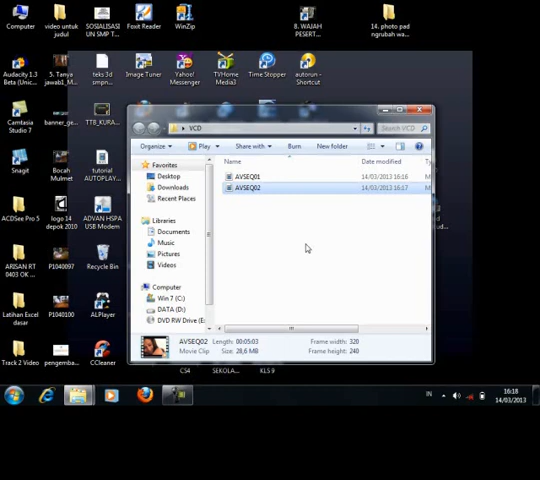 Computer
video untuk judul
SOSIALISASI UN SMP T...
Foxit Reader
WinZip
8. WAJAH PESERT...
14. photo pad ngrubah wa...
Audacity 1.3 Beta (Unic...
5. Tanya jawab1_M...
teks 3d smpn...
Image Tuner
Yahoo! Messenger
TVHome Media3
Time Stopper
autorun - Shortcut
Camtasia Studio 7
banner_ge...
TTB_KURA...
Snagit
Bocah Melmet
tutorial AUTOPLAY...
ACDSee Pro 5
logo 14 depok 2010
ADVAN HSPA USB Modem
ARISAN RT 0403 OK ...
P1040097
Recycle Bin
Latihan Excel dasar
P1040100
ALPlayer
Track 2 Video
pengemba...
CCleaner
CS4
SEKOLA...
KLS 9
VCD
Search VCD
Organize
Play
Share with
Burn
New folder
Favorites
Desktop
Downloads
Recent Places
Libraries
Documents
Music
Pictures
Videos
Computer
Win 7 (C:)
DATA (D:)
DVD RW Drive (E
Name
Date modified
AVSEQ01
14/03/2013 16:16
M
AVSEQ02
14/03/2013 16:17
M
AVSEQ02
Length: 00:05:03
Frame width: 320
Movie Clip
Size: 28,6 MB
Frame height: 240
IN
16:18
14/03/2013